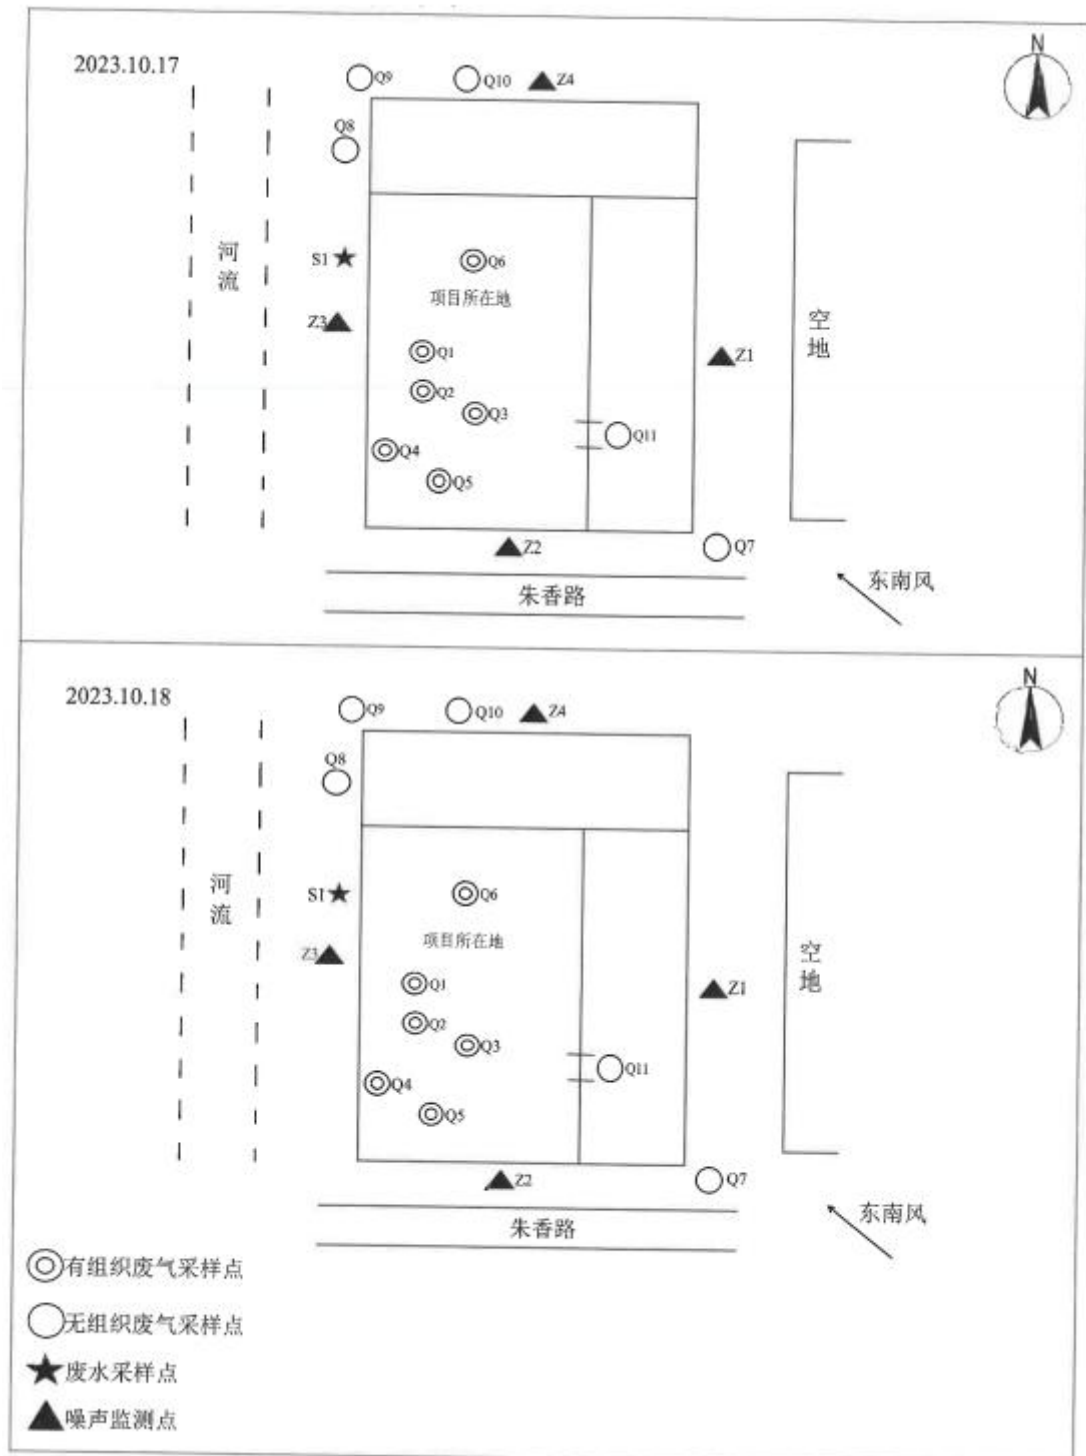 2023.10.17
N
Q9
Q10
Z4
Q8
河流
S1
Q6
项目所在地
Z3
Q1
空地
Z1
Q2
Q3
Q11
Q4
Q5
Z2
Q7
朱香路
东南风
2023.10.18
N
Q9
Q10
Z4
Q8
河流
S1
Q6
项目所在地
Z3
空地
Q1
Z1
Q2
Q3
Q11
Q4
Q5
Z2
Q7
朱香路
东南风
有组织废气采样点
无组织废气采样点
废水采样点
噪声监测点